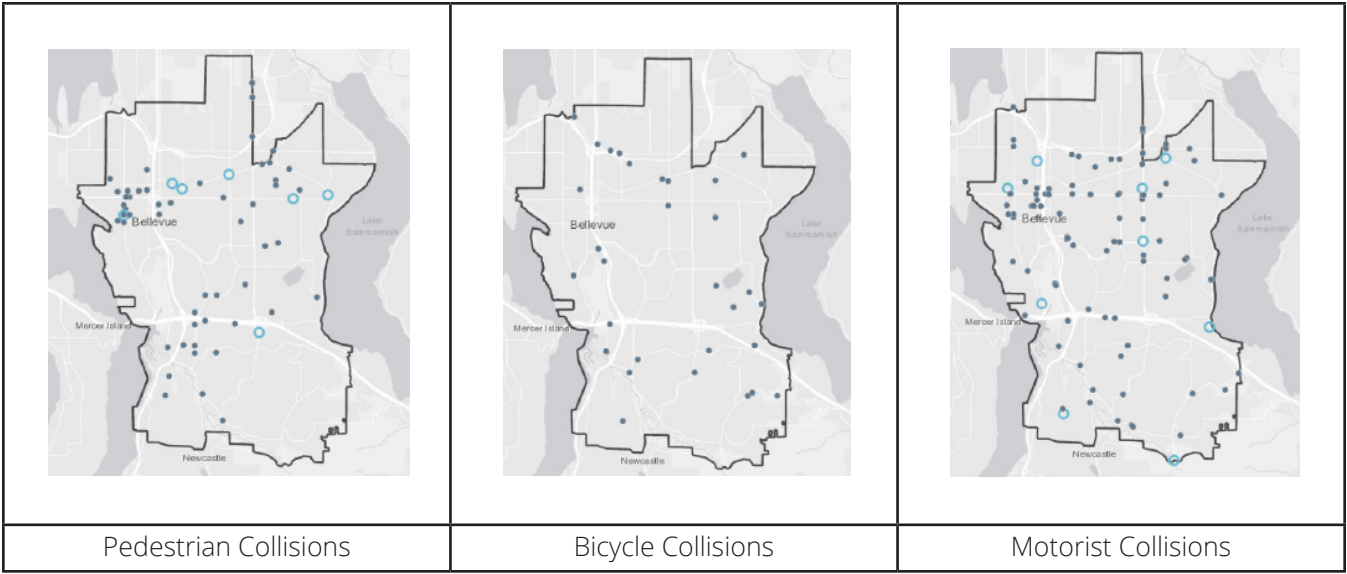 Bellevue
Lake
Sammamish
Mercer Island
Newcastle
Bellevue
Lake
Sammamish
Mercer Island
Newcastle
Bellevue
Lake
Sammamish
Mercer Island
Newcastle
Pedestrian Collisions
Bicycle Collisions
Motorist Collisions